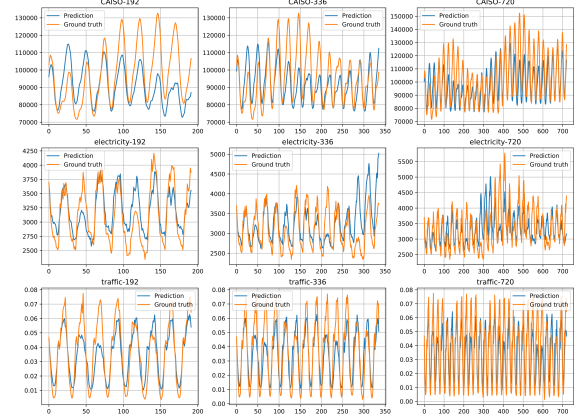 CAISO-192
CAISO-336
CAISO-720
Prediction
Ground truth
130000
120000
110000
100000
90000
80000
70000
0 50 100 150 200
Prediction
Ground truth
130000
120000
110000
100000
90000
80000
0 50 100 150 200 250 300 350
Prediction
Ground truth
150000
140000
130000
120000
110000
100000
90000
80000
70000
0 100 200 300 400 500 600 700
electricity-192
electricity-336
electricity-720
Prediction
Ground truth
4250
4000
3750
3500
3250
3000
2750
2500
0 50 100 150 200
Prediction
Ground truth
5000
4500
4000
3500
3000
2500
0 50 100 150 200 250 300 350
Prediction
Ground truth
5500
5000
4500
4000
3500
3000
2500
0 100 200 300 400 500 600 700
traffic-192
traffic-336
traffic-720
Prediction
Ground truth
0.08
0.07
0.06
0.05
0.04
0.03
0.02
0.01
0.00
0 50 100 150 200
Prediction
Ground truth
0.08
0.07
0.06
0.05
0.04
0.03
0.02
0.01
0.00
0 50 100 150 200 250 300 350
Prediction
Ground truth
0.08
0.07
0.06
0.05
0.04
0.03
0.02
0.01
0.00
0 100 200 300 400 500 600 700